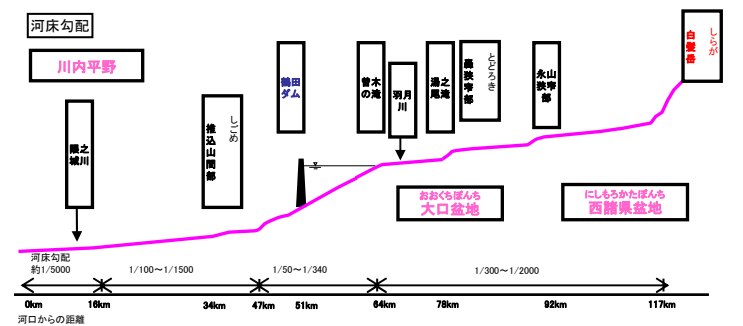 河床勾配
川内平野
隈之城川
推込山間部
しごめ
鶴田ダム
曽木の滝
羽月川
湯之尾滝
轟狭窄部
とどろき
永山狭窄部
白髪岳
しらが
おおくちぼんち
大口盆地
にしもろかたぼんち
西諸県盆地
河床勾配
約1/5000
1/100～1/1500
1/50～1/340
1/300～1/2000
0km
16km
34km
47km
51km
64km
78km
92km
117km
河口からの距離